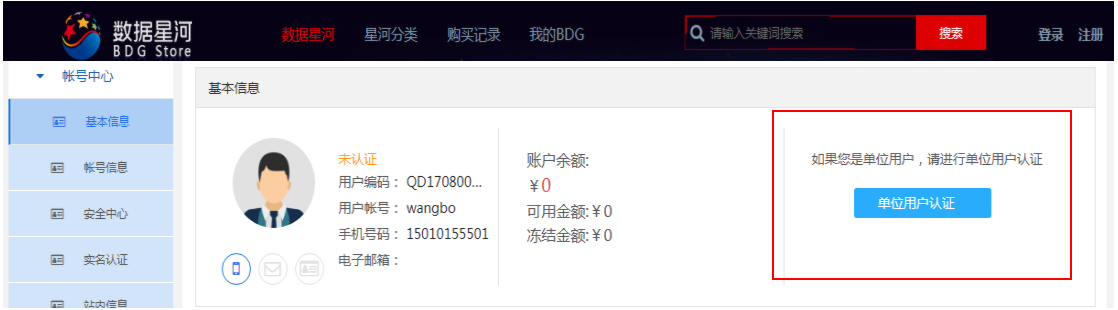 数据星河
BDG Store
数据星河 星河分类 购买记录 我的BDG
请输入关键词搜索
搜索
登录 注册
帐号中心
基本信息
帐号信息
安全中心
实名认证
站内信息
基本信息
未认证
用户编码： QD170800...
用户帐号： wangbo
手机号码： 15010155501
电子邮箱：
账户余额:
￥0
可用金额:￥0
冻结金额:￥0
如果您是单位用户，请进行单位用户认证
单位用户认证